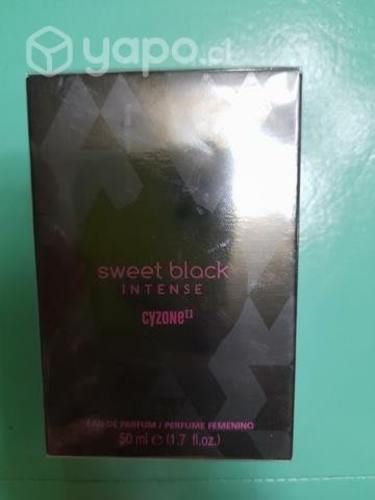 yapo.cl
sweet black
INTENSE
cyzone
EAU DE PARFUM / PERFUME FEMENINO
50 ml e (1.7 fl.oz.)